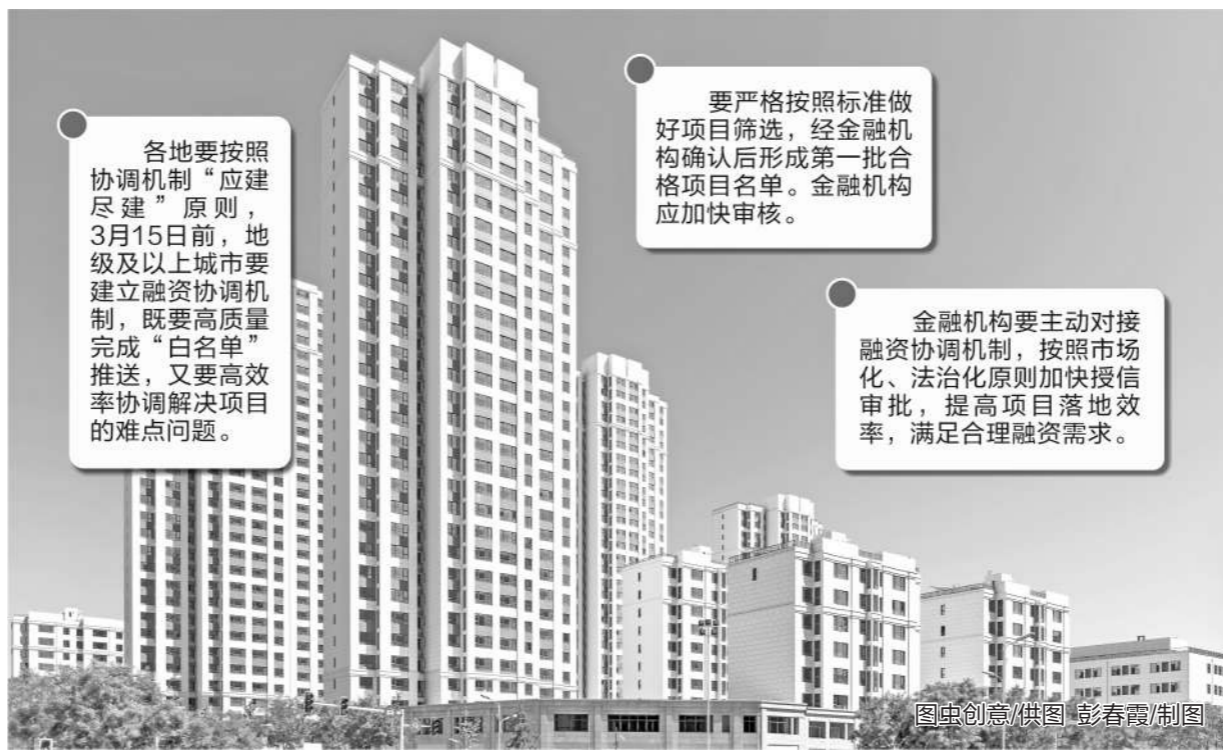 各地要按照
协调机制“应建
尽建”原则，
3月15日前，地
级及以上城市要
建立融资协调机
制，既要高质量
完成“白名单”
推送，又要高效
率协调解决项目
的难点问题。
要严格按照标准做
好项目筛选，经金融机
构确认后形成第一批合
格项目名单。金融机构
应加快审核。
金融机构要主动对接
融资协调机制，按照市场
化、法治化原则加快授信
审批，提高项目落地效
率，满足合理融资需求。
图虫创意/供图 彭春霞/制图